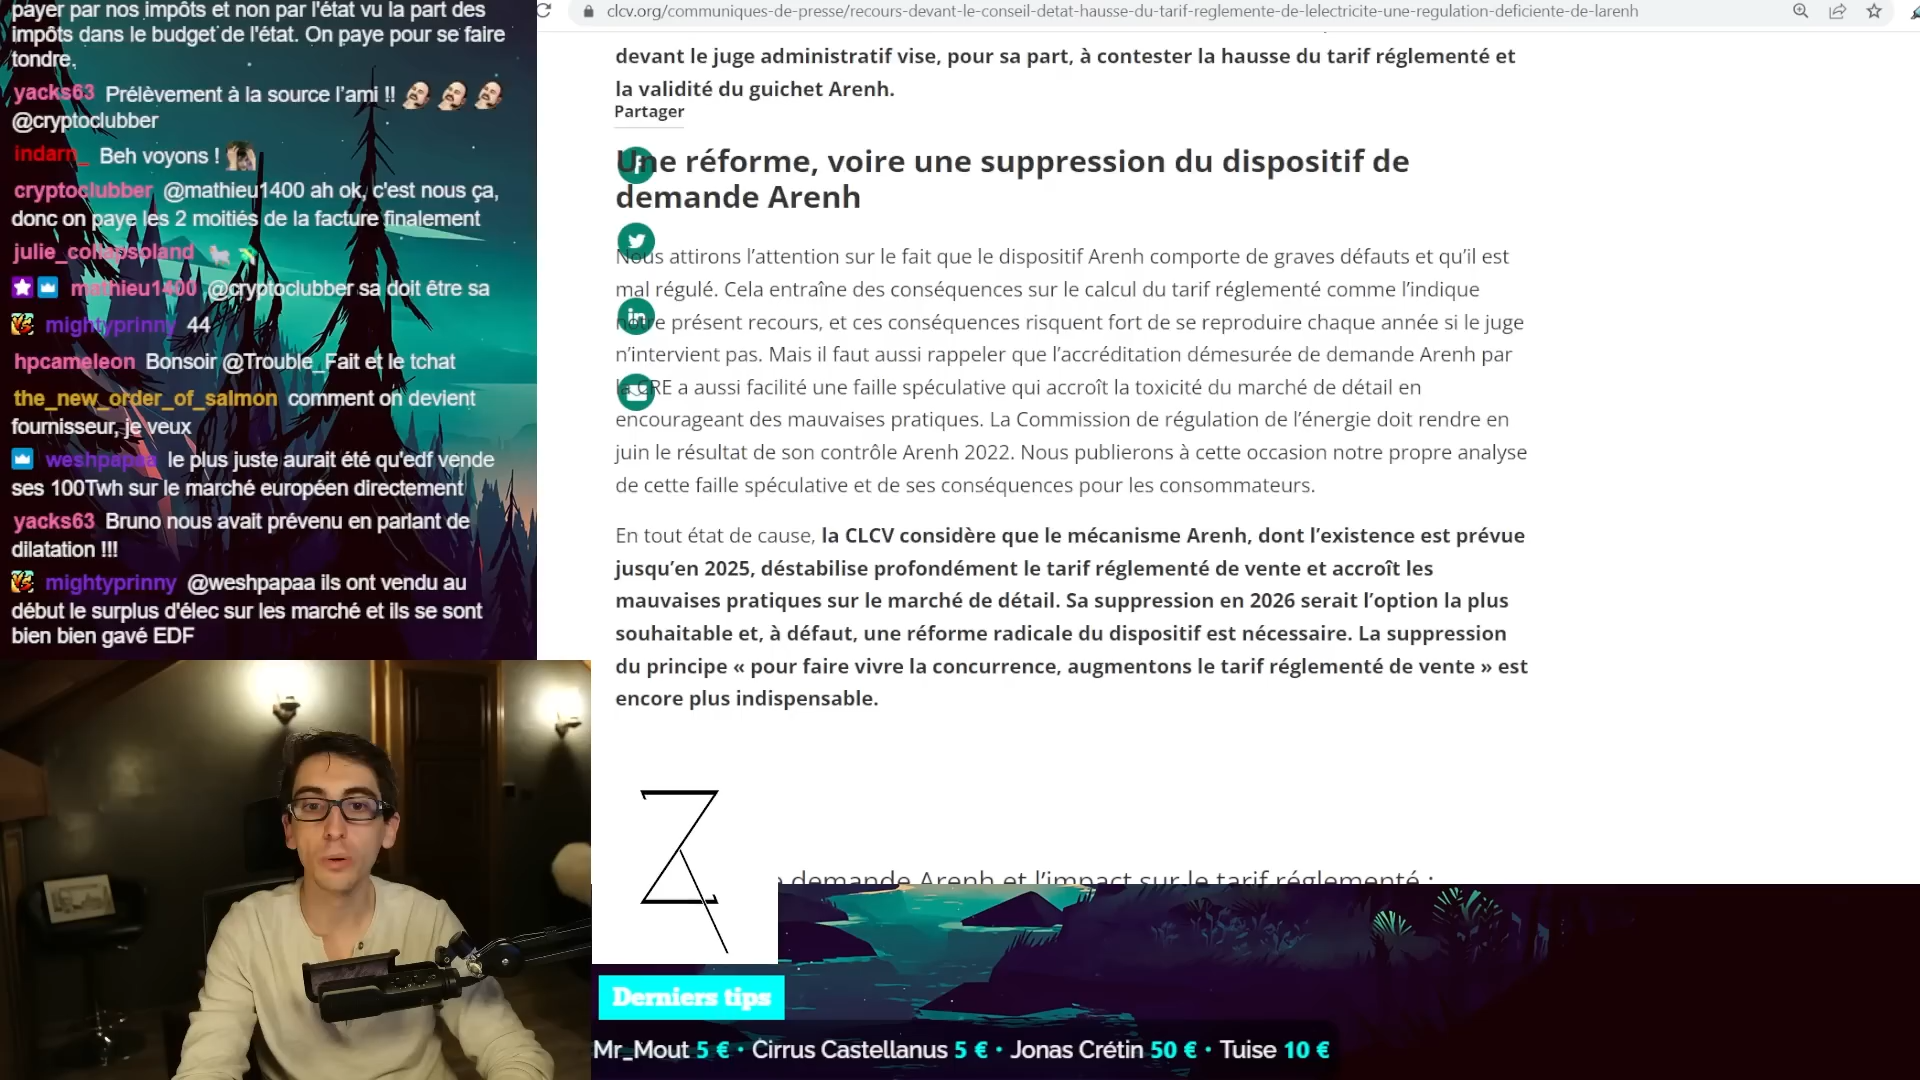 payer par nos impôts et non par l'état vu la part des
impôts dans le budget de l'état. On paye pour se faire
tondre.
yacks63 Prélèvement à la source l'ami !!
@cryptoclubber
indarn_ Beh voyons !
cryptoclubber @mathieu1400 ah ok, c'est nous ça,
donc on paye les 2 moitiés de la facture finalement
julie_collapsoland
mathieu1400 @cryptoclubber sa doit être sa
mightyprinny 44
hpcameleon Bonsoir @Trouble_Fait et le tchat
the_new_order_of_salmon comment on devient
fournisseur, je veux
weshpapaa le plus juste aurait été qu'edf vende
ses 100Twh sur le marché européen directement
yacks63 Bruno nous avait prévenu en parlant de
dilatation !!!
mightyprinny @weshpapaa ils ont vendu au
début le surplus d'élec sur les marché et ils se sont
bien bien gavé EDF
clcv.org/communiques-de-presse/recours-devant-le-conseil-detat-hausse-du-tarif-reglemente-de-lelectricite-une-regulation-deficiente-de-larenh
devant le juge administratif vise, pour sa part, à contester la hausse du tarif réglementé et
la validité du guichet Arenh.
Partager
Une réforme, voire une suppression du dispositif de
demande Arenh
Nous attirons l’attention sur le fait que le dispositif Arenh comporte de graves défauts et qu’il est
mal régulé. Cela entraîne des conséquences sur le calcul du tarif réglementé comme l’indique
notre présent recours, et ces conséquences risquent fort de se reproduire chaque année si le juge
n’intervient pas. Mais il faut aussi rappeler que l’accréditation démesurée de demande Arenh par
la CRE a aussi facilité une faille spéculative qui accroît la toxicité du marché de détail en
encourageant des mauvaises pratiques. La Commission de régulation de l’énergie doit rendre en
juin le résultat de son contrôle Arenh 2022. Nous publierons à cette occasion notre propre analyse
de cette faille spéculative et de ses conséquences pour les consommateurs.
En tout état de cause, la CLCV considère que le mécanisme Arenh, dont l’existence est prévue
jusqu’en 2025, déstabilise profondément le tarif réglementé de vente et accroît les
mauvaises pratiques sur le marché de détail. Sa suppression en 2026 serait l’option la plus
souhaitable et, à défaut, une réforme radicale du dispositif est nécessaire. La suppression
du principe « pour faire vivre la concurrence, augmentons le tarif réglementé de vente » est
encore plus indispensable.
demande Arenh et l’impact sur le tarif réglementé :
Derniers tips
Mr_Mout 5 € · Cirrus Castellanus 5 € · Jonas Crétin 50 € · Tuise 10 €